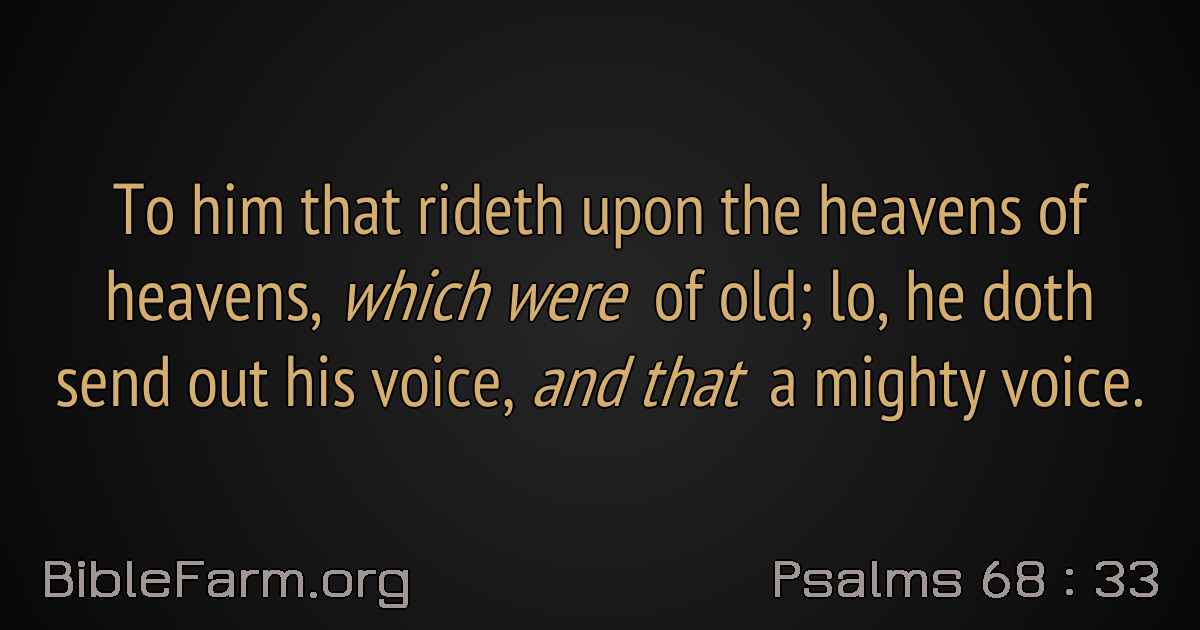 To him that rideth upon the heavens of
heavens, which were of old; lo, he doth
send out his voice, and that a mighty voice.
BibleFarm.org
Psalms 68 : 33